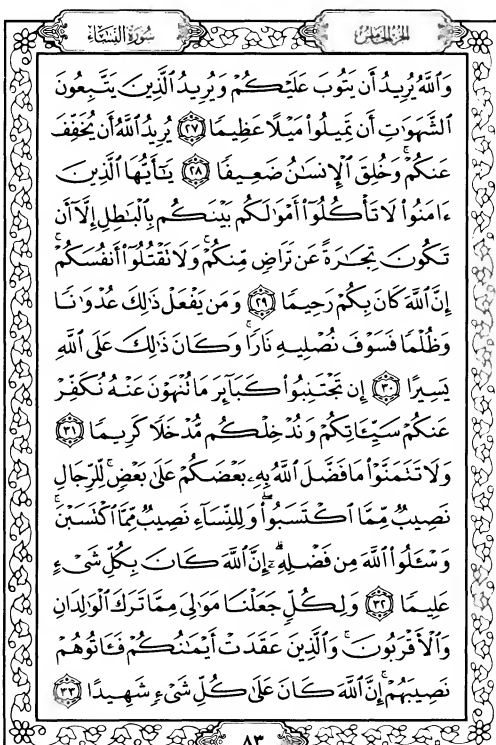 سُورَةُ النِّسَاءِ
الجُزْءُ الخَامِسُ
وَٱللَّهُ يُرِيدُ أَن يَتُوبَ عَلَيْكُمْ وَيُرِيدُ ٱلَّذِينَ يَتَّبِعُونَ
ٱلشَّهَوَٰتِ أَن تَمِيلُوا۟ مَيْلًا عَظِيمًا ٢٧ يُرِيدُ ٱللَّهُ أَن يُخَفِّفَ
عَنكُمْ ۚ وَخُلِقَ ٱلْإِنسَٰنُ ضَعِيفًا ٢٨ يَٰٓأَيُّهَا ٱلَّذِينَ
ءَامَنُوا۟ لَا تَأْكُلُوٓا۟ أَمْوَٰلَكُم بَيْنَكُم بِٱلْبَٰطِلِ إِلَّآ أَن
تَكُونَ تِجَٰرَةً عَن تَرَاضٍ مِّنكُمْ ۚ وَلَا تَقْتُلُوٓا۟ أَنفُسَكُمْ ۚ
إِنَّ ٱللَّهَ كَانَ بِكُمْ رَحِيمًا ٢٩ وَمَن يَفْعَلْ ذَٰلِكَ عُدْوَٰنًا
وَظُلْمًا فَسَوْفَ نُصْلِيهِ نَارًا ۚ وَكَانَ ذَٰلِكَ عَلَى ٱللَّهِ
يَسِيرًا ٣٠ إِن تَجْتَنِبُوا۟ كَبَآئِرَ مَا تُنْهَوْنَ عَنْهُ نُكَفِّرْ
عَنكُمْ سَيِّـَٔاتِكُمْ وَنُدْخِلْكُم مُّدْخَلًا كَرِيمًا ٣١
وَلَا تَتَمَنَّوْا۟ مَا فَضَّلَ ٱللَّهُ بِهِۦ بَعْضَكُمْ عَلَىٰ بَعْضٍ ۚ لِّلرِّجَالِ
نَصِيبٌ مِّمَّا ٱكْتَسَبُوا۟ ۖ وَلِلنِّسَآءِ نَصِيبٌ مِّمَّا ٱكْتَسَبْنَ ۚ
وَسْـَٔلُوا۟ ٱللَّهَ مِن فَضْلِهِۦٓ ۗ إِنَّ ٱللَّهَ كَانَ بِكُلِّ شَىْءٍ
عَلِيمًا ٣٢ وَلِكُلٍّ جَعَلْنَا مَوَٰلِىَ مِمَّا تَرَكَ ٱلْوَٰلِدَانِ
وَٱلْأَقْرَبُونَ ۚ وَٱلَّذِينَ عَقَدَتْ أَيْمَٰنُكُمْ فَـَٔاتُوهُمْ
نَصِيبَهُمْ ۚ إِنَّ ٱللَّهَ كَانَ عَلَىٰ كُلِّ شَىْءٍ شَهِيدًا ٣٣
٨٣